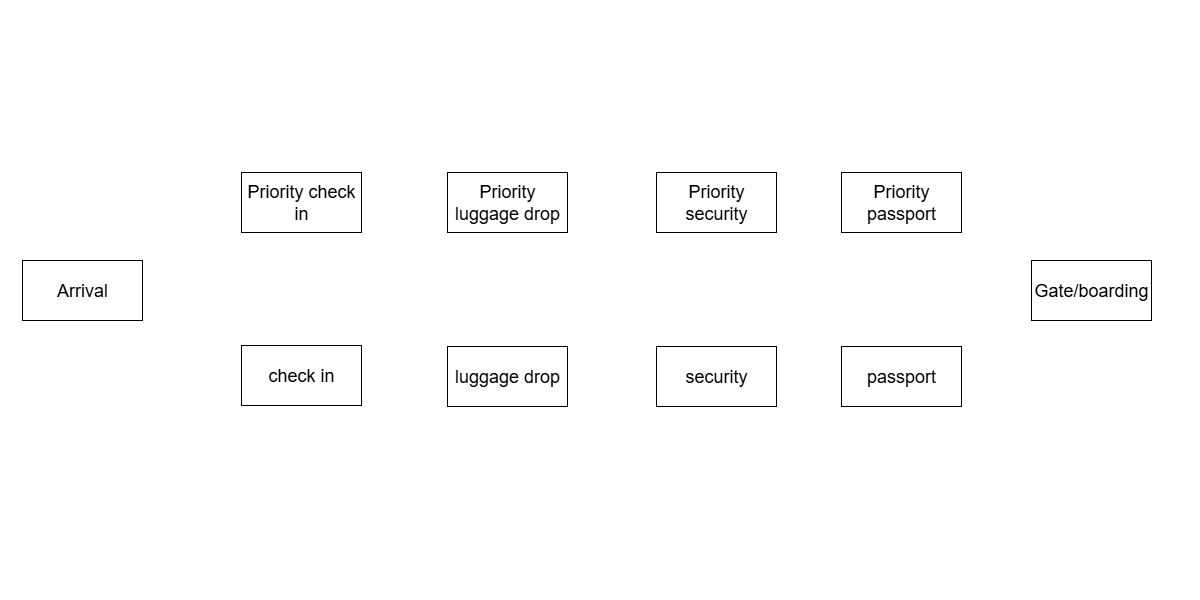 Priority check
in
Priority
luggage drop
Priority
security
Priority
passport
Arrival
Gate/boarding
check in
luggage drop
security
passport